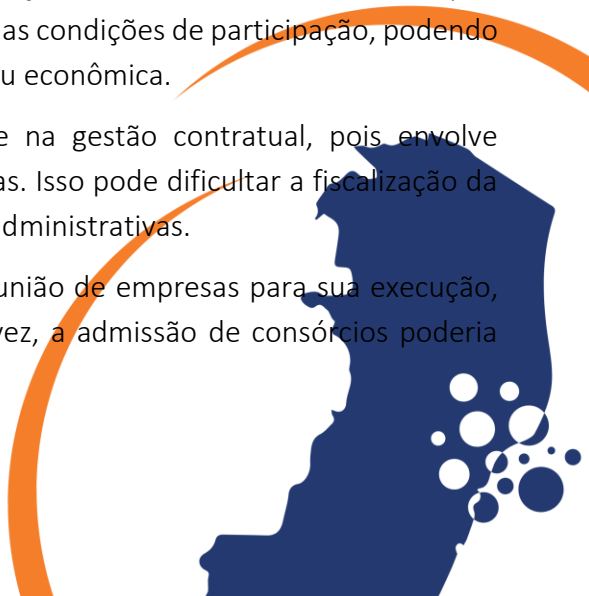 as condições de participação, podendo
u econômica.
e na gestão contratual, pois envolve
as. Isso pode dificultar a fiscalização da
dministrativas.
união de empresas para sua execução,
vez, a admissão de consórcios poderia